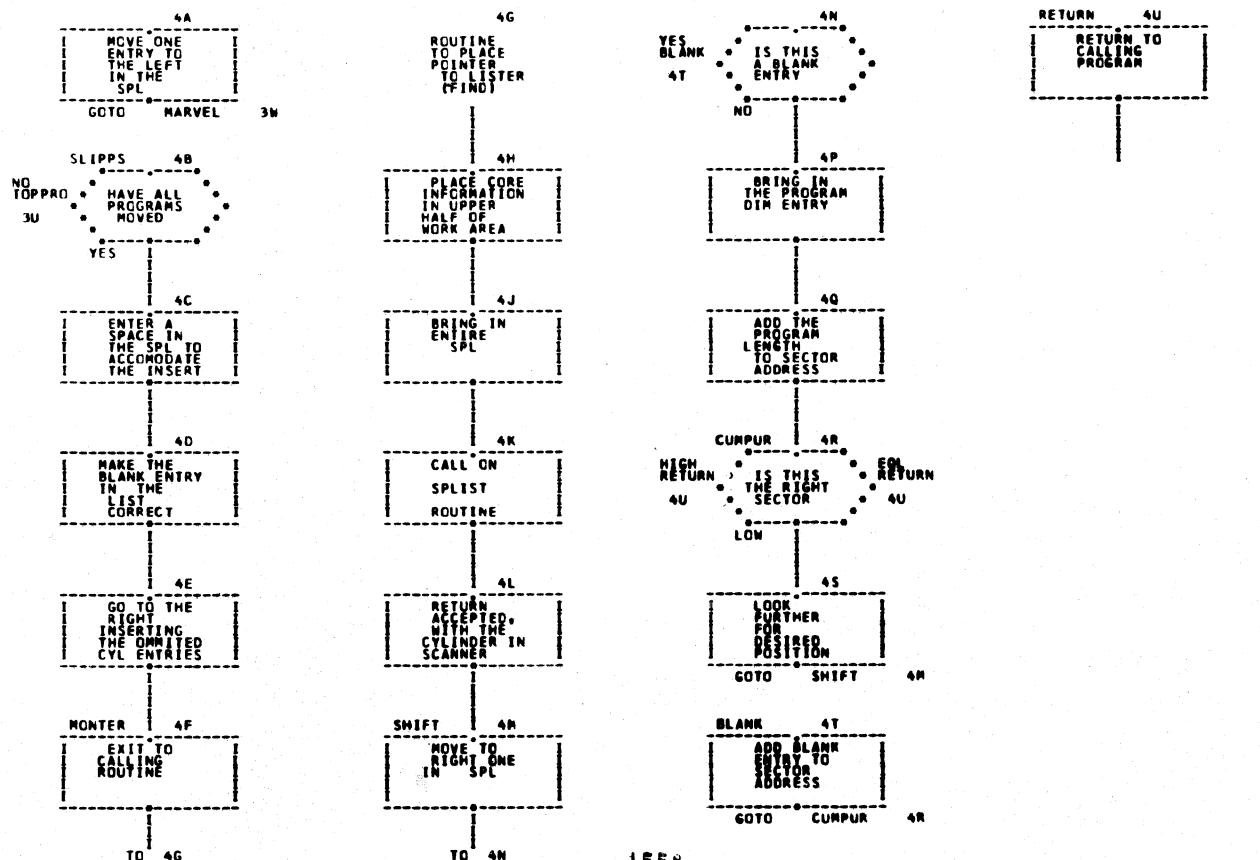 4A
MOVE ONE
ENTRY TO
THE LEFT
IN THE
SPL
GOTO MARVEL 3W
SLIPPS 4B
NO
TOPPRO
3U
HAVE ALL
PROGRAMS
MOVED
YES
4C
ENTER A
SPACE IN
THE SPL TO
ACCOMODATE
THE INSERT
4D
MAKE THE
BLANK ENTRY
IN THE
LIST
CORRECT
4E
GO TO THE
RIGHT
INSERTING
THE OMMITED
CYL ENTRIES
MONTER 4F
EXIT TO
CALLING
ROUTINE
TO 4G
4G
ROUTINE
TO PLACE
POINTER
TO LISTER
(FIND)
4H
PLACE CORE
INFORMATION
IN UPPER
HALF OF
WORK AREA
4J
BRING IN
ENTIRE
SPL
4K
CALL ON
SPLIST
ROUTINE
4L
RETURN
ACCEPTED,
WITH THE
CYLINDER IN
SCANNER
SHIFT 4M
MOVE TO
RIGHT ONE
IN SPL
TO 4N
4N
YES
BLANK
4T
IS THIS
A BLANK
ENTRY
NO
4P
BRING IN
THE PROGRAM
DIM ENTRY
4Q
ADD THE
PROGRAM
LENGTH
TO SECTOR
ADDRESS
CUMPUR 4R
HIGH
RETURN
4U
IS THIS
THE RIGHT
SECTOR
EQL
RETURN
4U
LOW
4S
LOOK
FURTHER
FOR
DESIRED
POSITION
GOTO SHIFT 4M
BLANK 4T
ADD BLANK
ENTRY TO
SECTOR
ADDRESS
GOTO CUMPUR 4R
RETURN 4U
RETURN TO
CALLING
PROGRAM